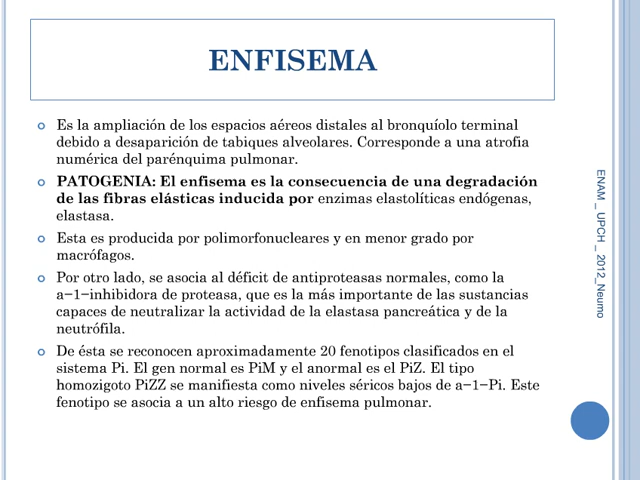 ENFISEMA
Es la ampliación de los espacios aéreos distales al bronquíolo terminal
debido a desaparición de tabiques alveolares. Corresponde a una atrofia
numérica del parénquima pulmonar.
PATOGENIA: El enfisema es la consecuencia de una degradación
de las fibras elásticas inducida por enzimas elastolíticas endógenas,
elastasa.
Esta es producida por polimorfonucleares y en menor grado por
macrófagos.
Por otro lado, se asocia al déficit de antiproteasas normales, como la
a−1−inhibidora de proteasa, que es la más importante de las sustancias
capaces de neutralizar la actividad de la elastasa pancreática y de la
neutrófila.
De ésta se reconocen aproximadamente 20 fenotipos clasificados en el
sistema Pi. El gen normal es PiM y el anormal es el PiZ. El tipo
homozigoto PiZZ se manifiesta como niveles séricos bajos de a−1−Pi. Este
fenotipo se asocia a un alto riesgo de enfisema pulmonar.
ENAM _ UPCH _ 2012_Neumo